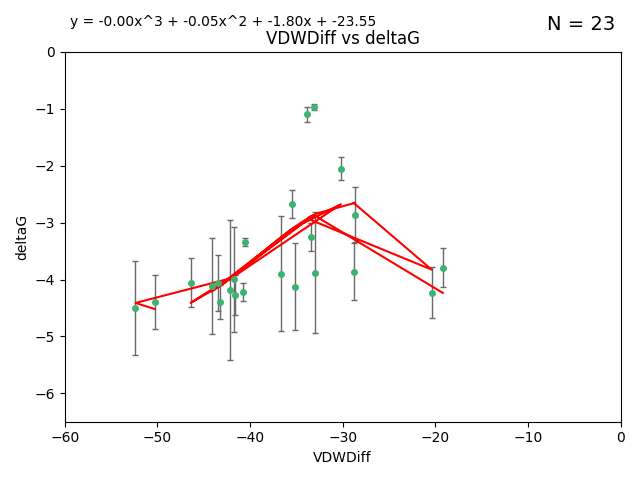 y = -0.00x^3 + -0.05x^2 + -1.80x + -23.55
N = 23
VDWDiff vs deltaG
0
−1
−2
−3
−4
−5
−6
deltaG
−60 −50 −40 −30 −20 −10 0
VDWDiff